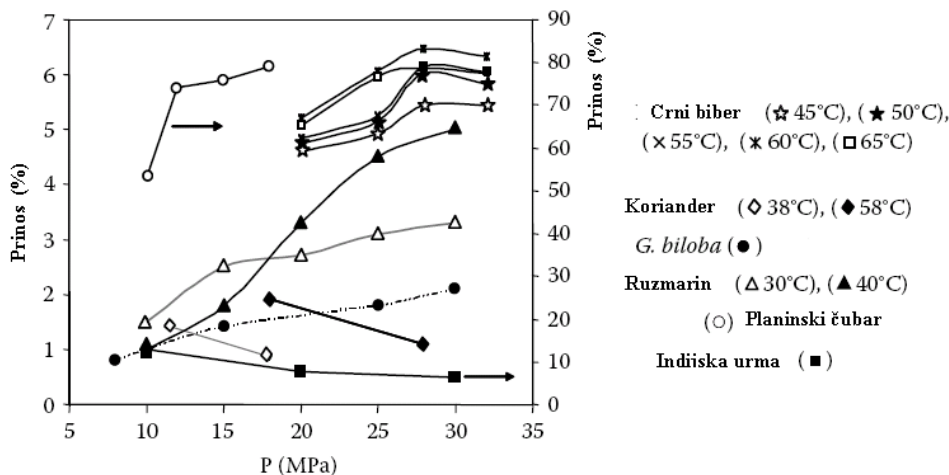 Prinos (%)
7
6
5
4
3
2
1
0
5
10
15
20
25
30
35
P (MPa)
90
80
70
60
50
40
30
20
10
0
Prinos (%)
Crni biber (☆ 45°C), (★ 50°C),
(× 55°C), (ж 60°C), (□ 65°C)
Koriander (◇ 38°C), (◆ 58°C)
G. biloba (●)
Ruzmarin (△ 30°C), (▲ 40°C)
(○) Planinski čubar
Indijska urma (■)